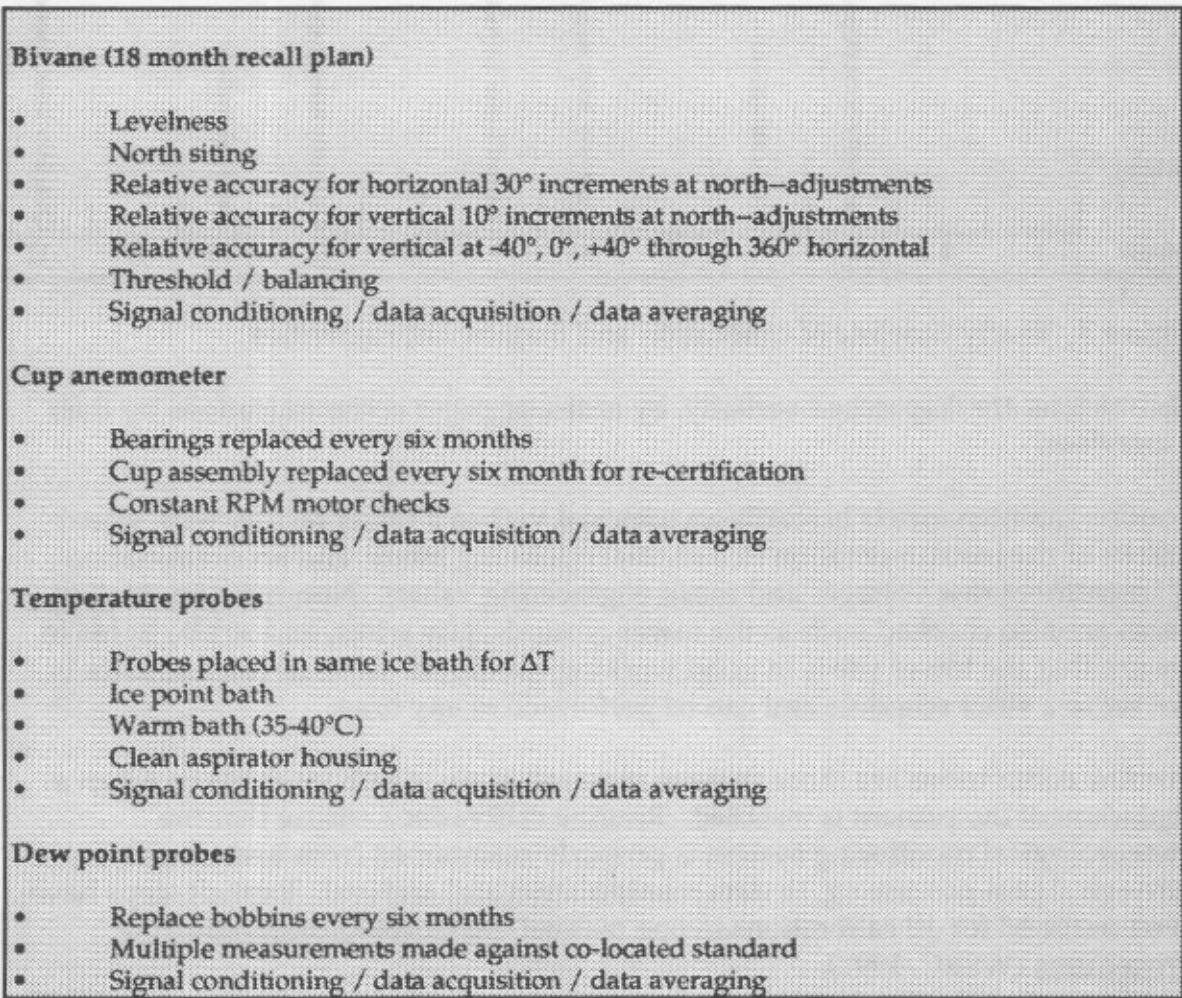 Bivane (18 month recall plan)
• Levelness
• North siting
• Relative accuracy for horizontal 30° increments at north--adjustments
• Relative accuracy for vertical 10° increments at north--adjustments
• Relative accuracy for vertical at -40°, 0°, +40° through 360° horizontal
• Threshold / balancing
• Signal conditioning / data acquisition / data averaging
Cup anemometer
• Bearings replaced every six months
• Cup assembly replaced every six month for re-certification
• Constant RPM motor checks
• Signal conditioning / data acquisition / data averaging
Temperature probes
• Probes placed in same ice bath for ΔT
• Ice point bath
• Warm bath (35-40°C)
• Clean aspirator housing
• Signal conditioning / data acquisition / data averaging
Dew point probes
• Replace bobbins every six months
• Multiple measurements made against co-located standard
• Signal conditioning / data acquisition / data averaging